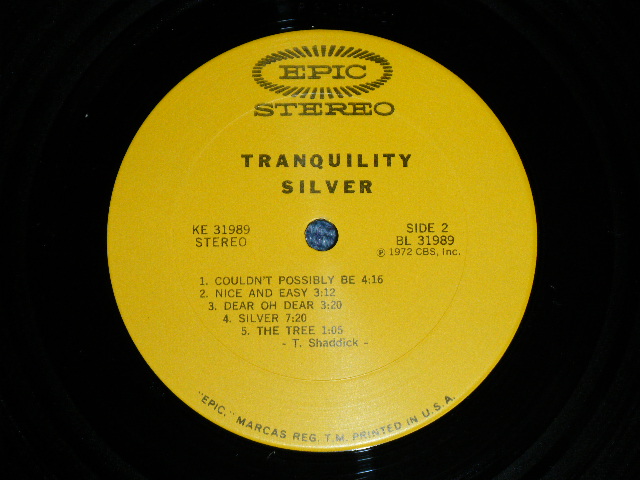 EPIC
STEREO
TRANQUILITY
SILVER
KE 31989
STEREO
SIDE 2
BL 31989
℗ 1972 CBS, Inc.
1. COULDN'T POSSIBLY BE 4:16
2. NICE AND EASY 3:12
3. DEAR OH DEAR 3:20
4. SILVER 7:20
5. THE TREE 1:05
- T. Shaddick -
"EPIC," MARCAS REG. T.M. PRINTED IN U.S.A.